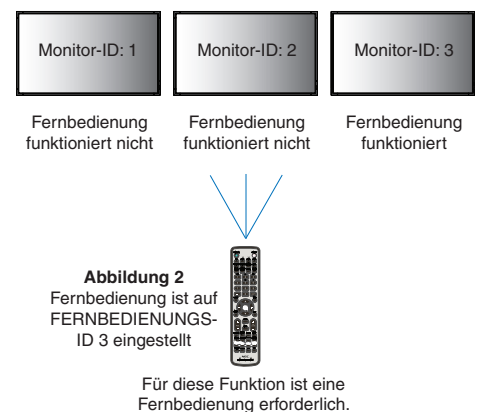 Monitor-ID: 1
Monitor-ID: 2
Monitor-ID: 3
Fernbedienung
funktioniert nicht
Fernbedienung
funktioniert nicht
Fernbedienung
funktioniert
Abbildung 2
Fernbedienung ist auf
FERNBEDIENUNGS-
ID 3 eingestellt
Für diese Funktion ist eine
Fernbedienung erforderlich.